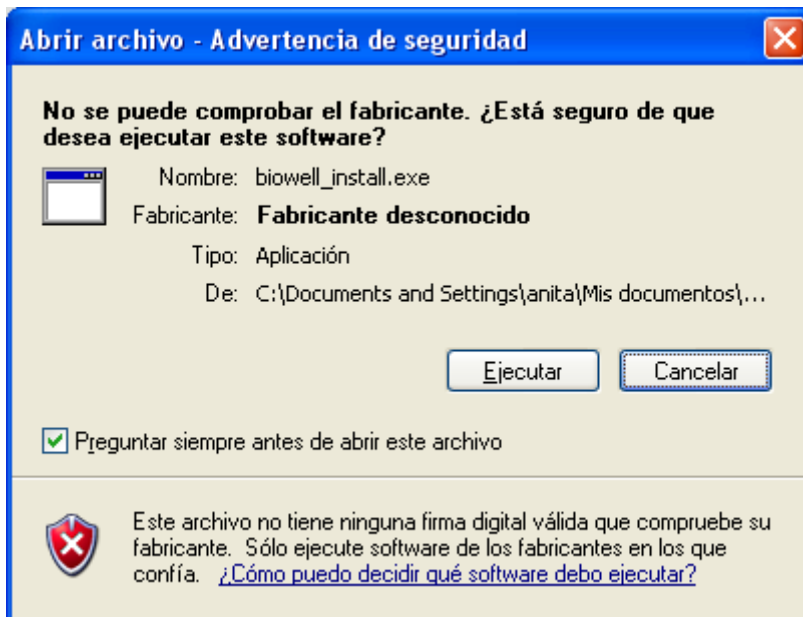 Abrir archivo - Advertencia de seguridad
No se puede comprobar el fabricante. ¿Está seguro de que
desea ejecutar este software?
Nombre: biowell_install.exe
Fabricante: Fabricante desconocido
Tipo: Aplicación
De: C:\Documents and Settings\anita\Mis documentos\...
Ejecutar Cancelar
Preguntar siempre antes de abrir este archivo
Este archivo no tiene ninguna firma digital válida que compruebe su
fabricante. Sólo ejecute software de los fabricantes en los que
confía. ¿Cómo puedo decidir qué software debo ejecutar?